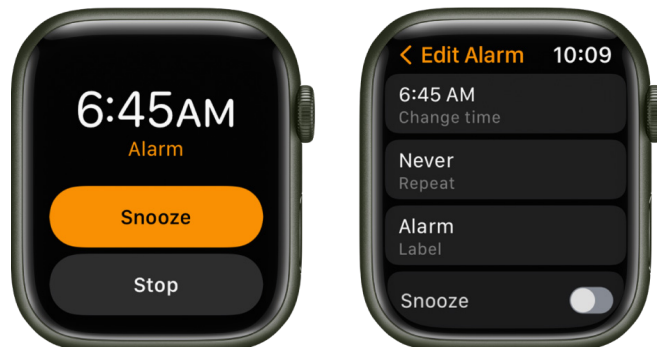 6:45AM
Alarm
Snooze
Stop
< Edit Alarm 10:09
6:45 AM
Change time
Never
Repeat
Alarm
Label
Snooze